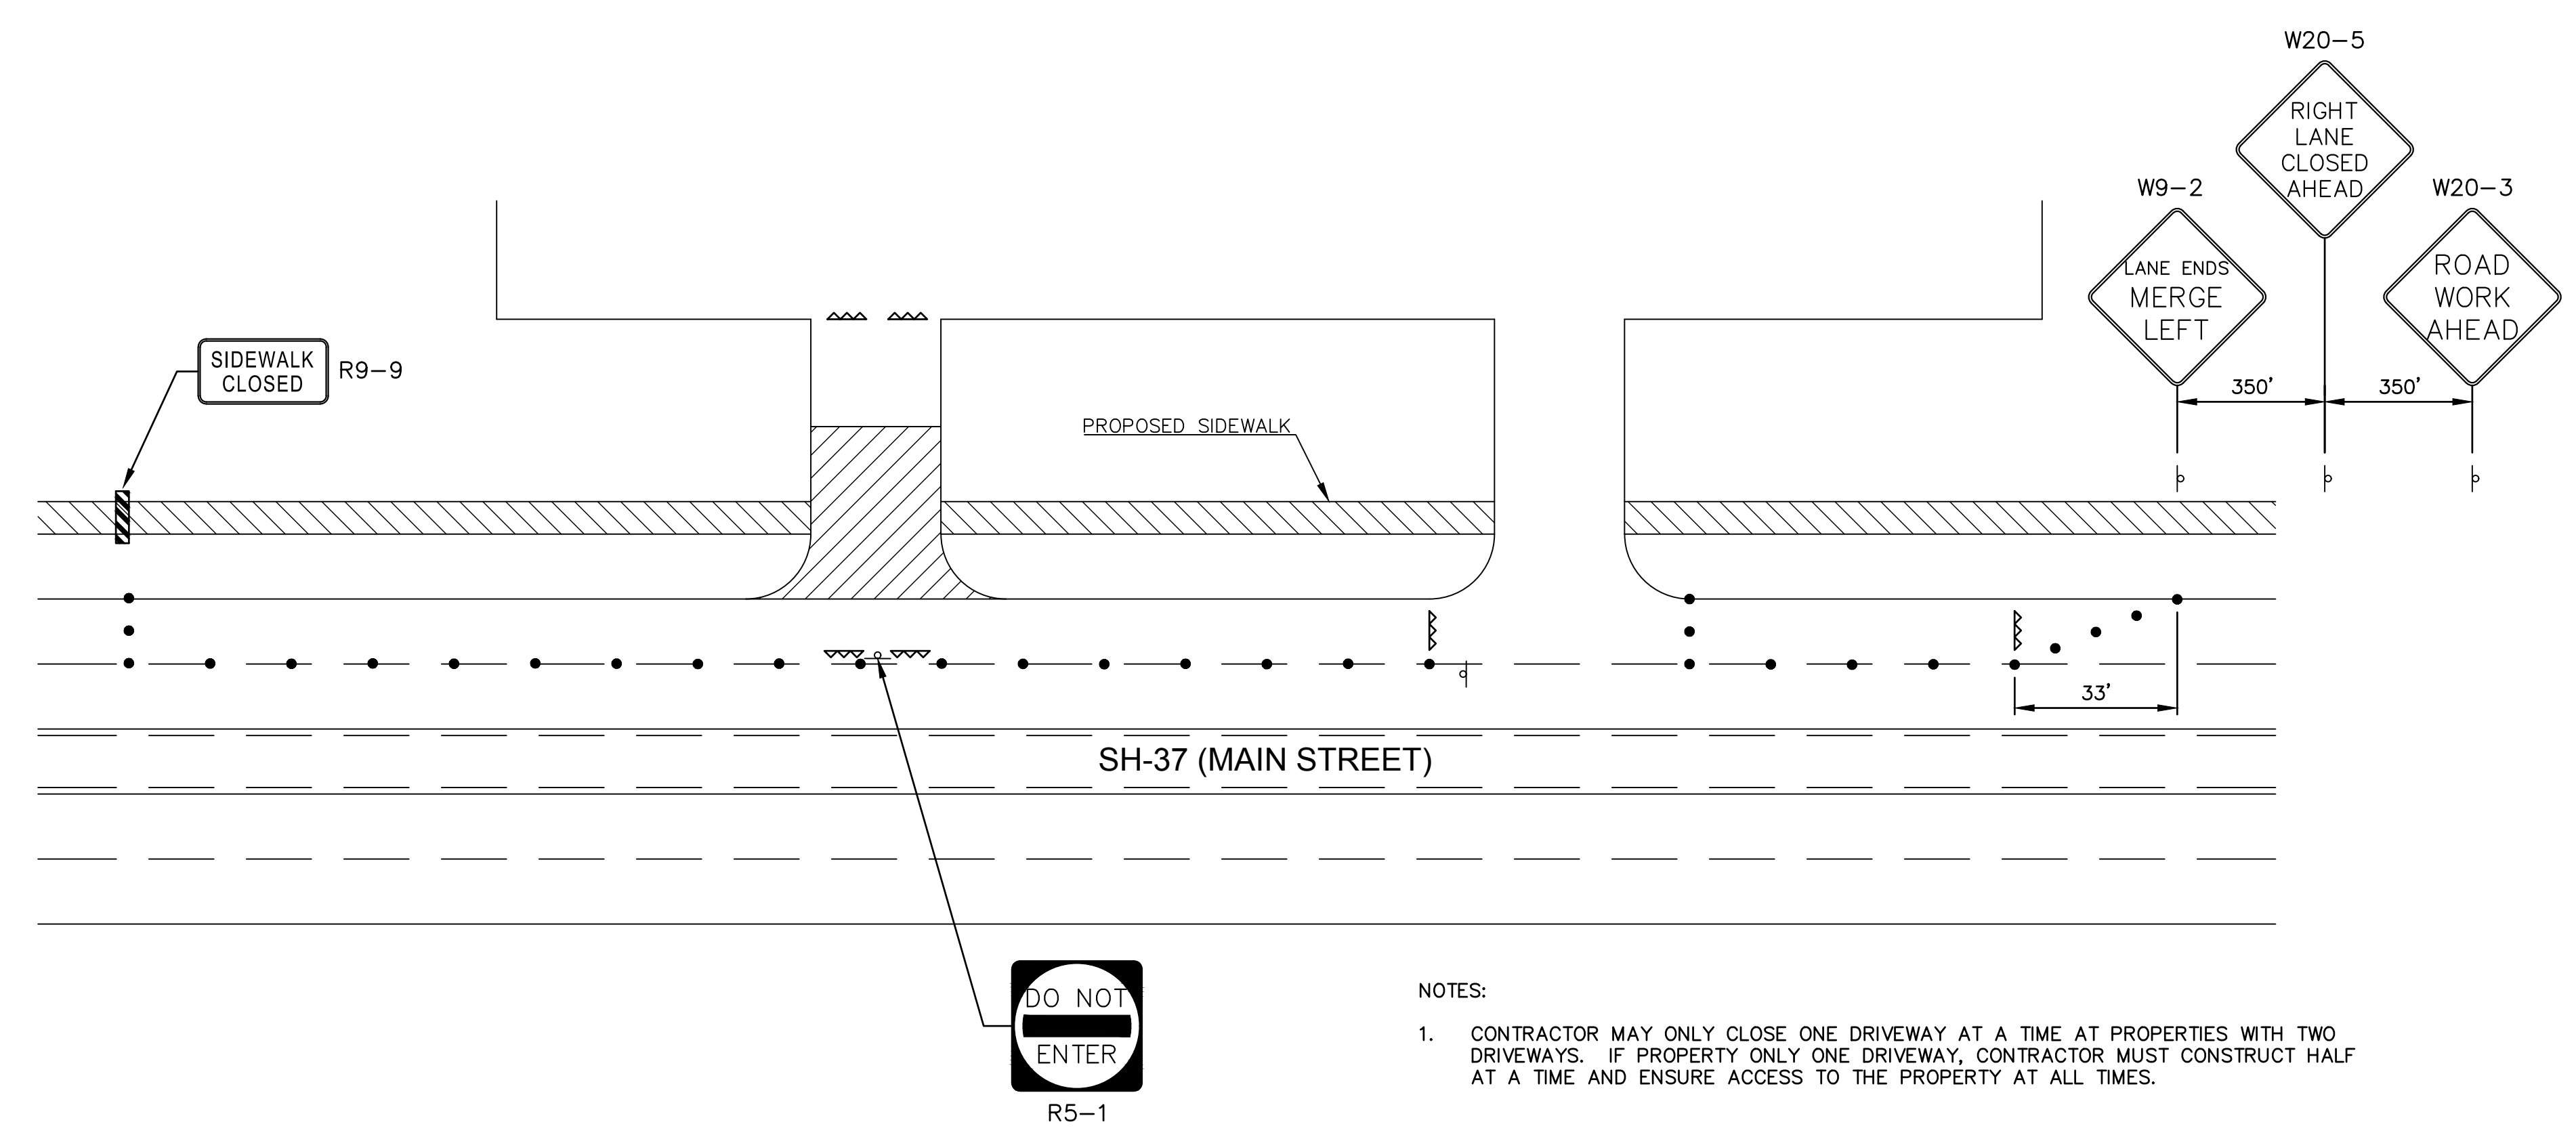 W20-5
RIGHT
LANE
CLOSED
AHEAD
W9-2
W20-3
LANE ENDS
MERGE
LEFT
ROAD
WORK
AHEAD
350'
350'
SIDEWALK
CLOSED
R9-9
PROPOSED SIDEWALK
33'
SH-37 (MAIN STREET)
DO NOT
ENTER
R5-1
NOTES:
1. CONTRACTOR MAY ONLY CLOSE ONE DRIVEWAY AT A TIME AT PROPERTIES WITH TWO
DRIVEWAYS. IF PROPERTY ONLY ONE DRIVEWAY, CONTRACTOR MUST CONSTRUCT HALF
AT A TIME AND ENSURE ACCESS TO THE PROPERTY AT ALL TIMES.